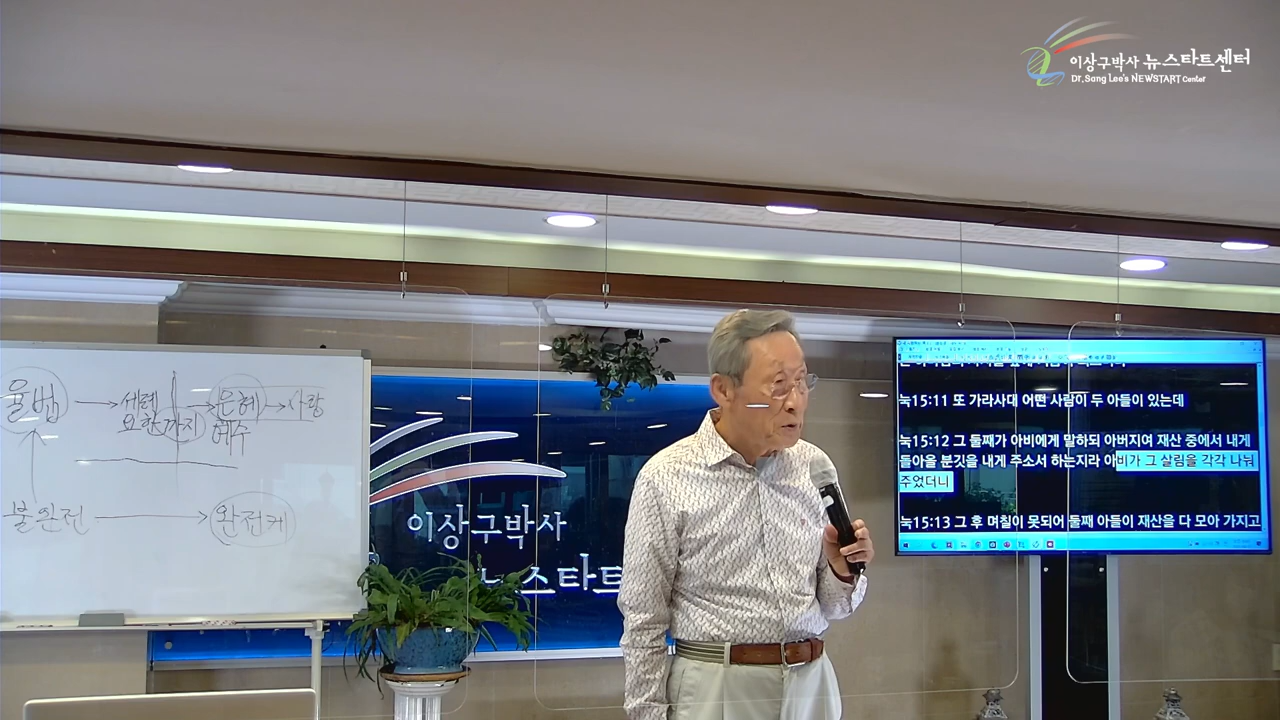 이상구박사 뉴스타트센터
Dr. Sang Lee's NEWSTART Center
율법 → 세례 → 은혜 → 사랑
요한까지 예수
불완전 → 완전케
이상구박사
뉴스타트
눅15:11 또 가라사대 어떤 사람이 두 아들이 있는데
눅15:12 그 둘째가 아비에게 말하되 아버지여 재산 중에서 내게
돌아올 분깃을 내게 주소서 하는지라 아비가 그 살림을 각각 나눠
주었더니
눅15:13 그 후 며칠이 못되어 둘째 아들이 재산을 다 모아 가지고